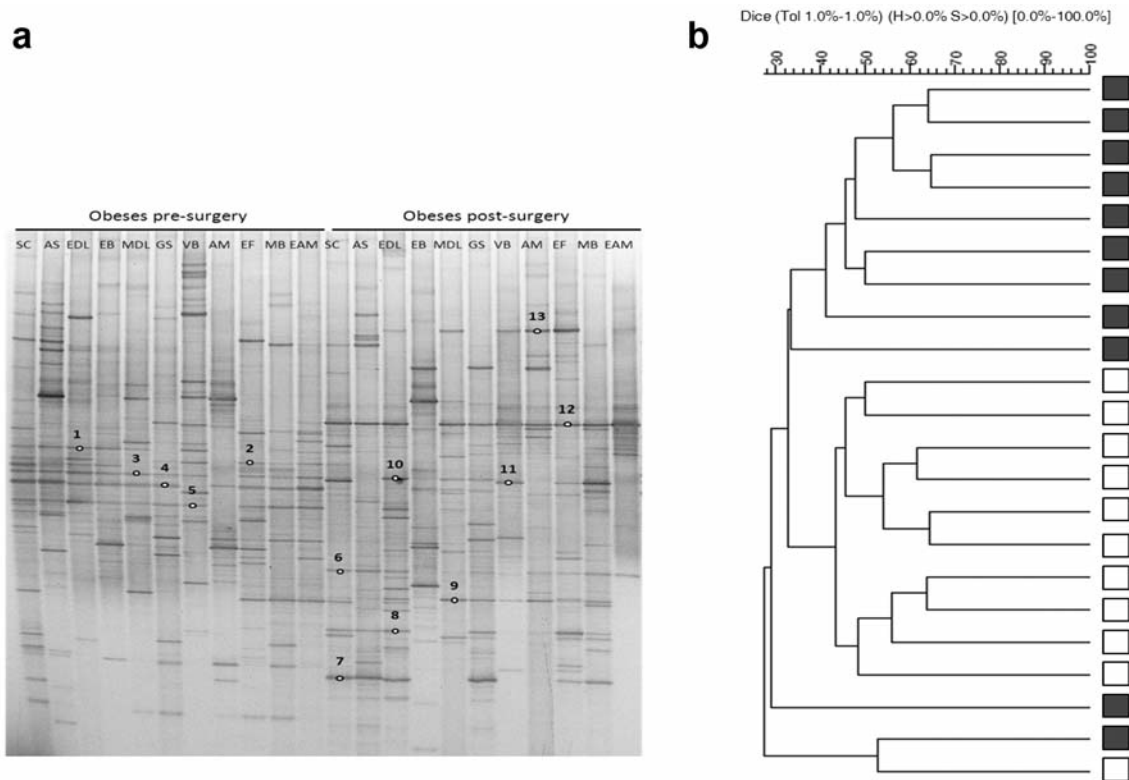 a
Obeses pre-surgery Obeses post-surgery
SC AS EDL EB MDL GS VB AM EF MB EAM SC AS EDL EB MDL GS VB AM EF MB EAM
13
12
1
2
3
4
10
11
5
6
9
8
7
b
Dice (Tol 1.0%-1.0%) (H>0.0% S>0.0%) [0.0%-100.0%]
30 40 50 60 70 80 90 100